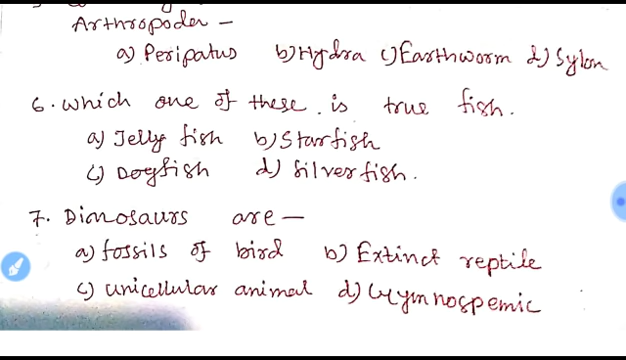 Arthropoda -
a) Peripatus b) Hydra c) Earthworm d) Sylon
6. Which one of these is true fish.
a) Jelly fish b) Starfish
c) Dogfish d) Silver fish.
7. Dinosaurs are -
a) fossils of bird b) Extinct reptile
c) unicellular animal d) Gymnospemic